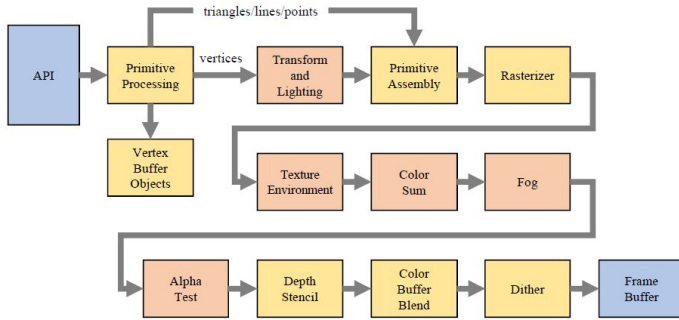 triangles/lines/points
API
Primitive
Processing
vertices
Transform
and
Lighting
Primitive
Assembly
Rasterizer
Vertex
Buffer
Objects
Texture
Environment
Color
Sum
Fog
Alpha
Test
Depth
Stencil
Color
Buffer
Blend
Dither
Frame
Buffer